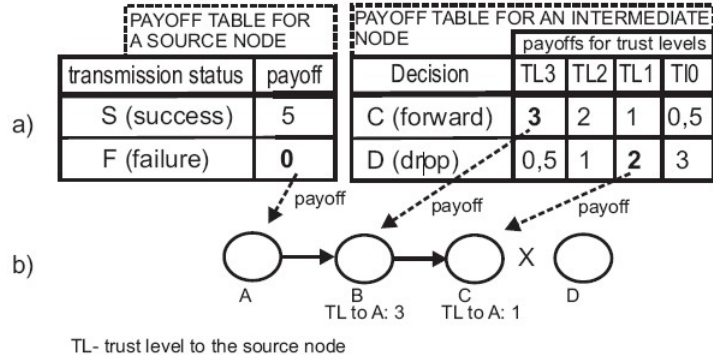 PAYOFF TABLE FOR
A SOURCE NODE
PAYOFF TABLE FOR AN INTERMEDIATE
NODE
payoffs for trust levels
transmission status payoff
Decision TL3 TL2 TL1 Tl0
a)
S (success) 5
C (forward) 3 2 1 0,5
F (failure) 0
D (drop) 0,5 1 2 3
payoff payoff payoff
b)
X
A B C D
TL to A: 3 TL to A: 1
TL- trust level to the source node